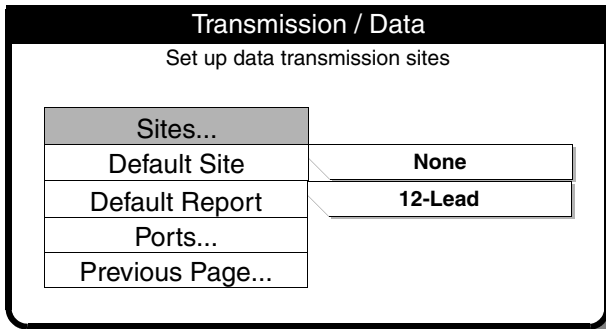 Transmission / Data
Set up data transmission sites
Sites...
Default Site
None
Default Report
12-Lead
Ports...
Previous Page...